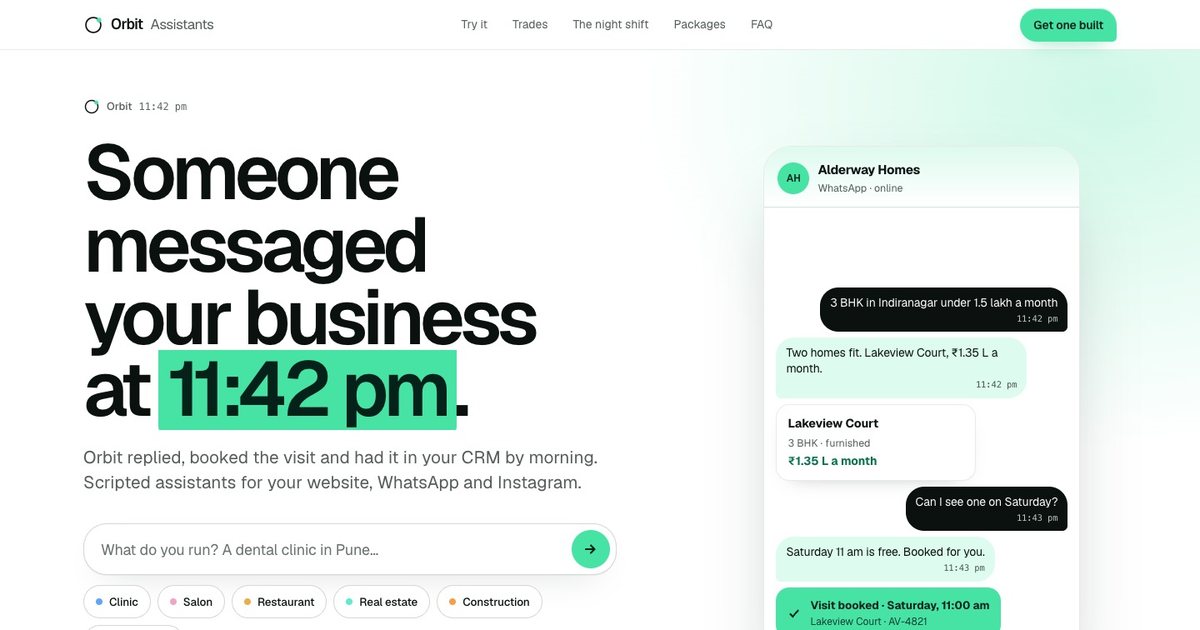 Orbit Assistants
Try it
Trades
The night shift
Packages
FAQ
Get one built
Orbit 11:42 pm
Someone
messaged
your business
at 11:42 pm.
Orbit replied, booked the visit and had it in your CRM by morning.
Scripted assistants for your website, WhatsApp and Instagram.
What do you run? A dental clinic in Pune...
Clinic
Salon
Restaurant
Real estate
Construction
AH
Alderway Homes
WhatsApp · online
3 BHK in Indiranagar under 1.5 lakh a month
11:42 pm
Two homes fit. Lakeview Court, ₹1.35 L a
month.
11:42 pm
Lakeview Court
3 BHK · furnished
₹1.35 L a month
Can I see one on Saturday?
11:43 pm
Saturday 11 am is free. Booked for you.
11:43 pm
Visit booked · Saturday, 11:00 am
Lakeview Court · AV-4821